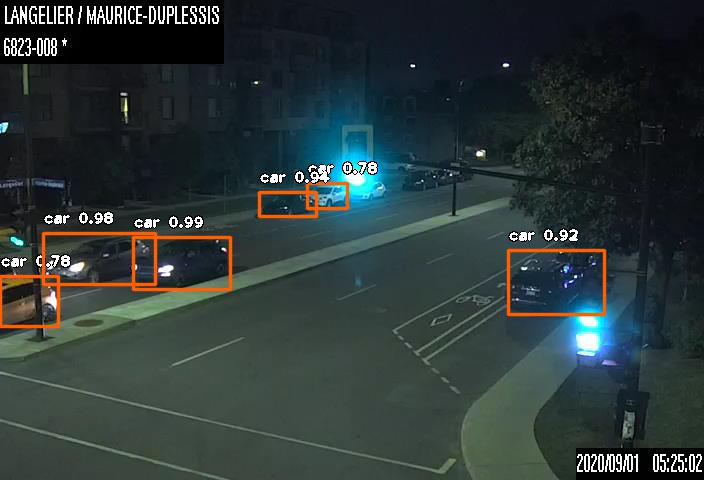 LANGELIER / MAURICE-DUPLESSIS
6823-008 *
car 0.94
car 0.78
car 0.98
car 0.99
car 0.92
car 0.78
Langelier
2020/09/01 05:25:02